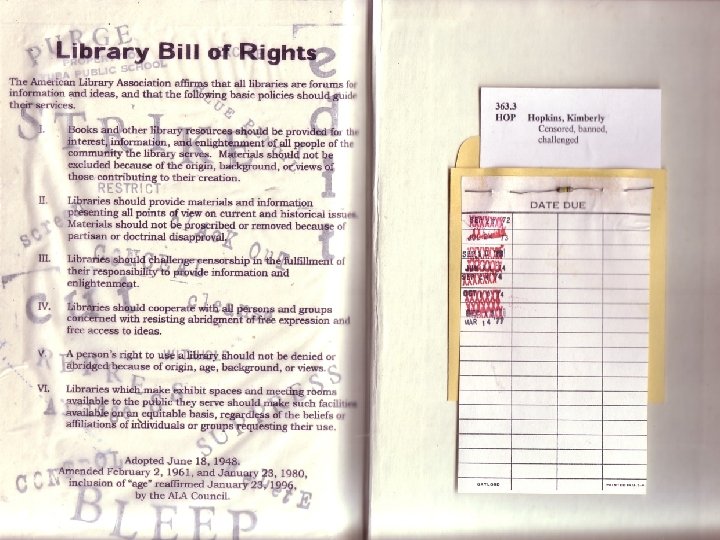 PURGE
Library Bill of Rights
PUBLIC SCHOOL
The American Library Association affirms that all libraries are forums for
information and ideas, and that the following basic policies should guide
their services.
STRIKE
I. Books and other library resources should be provided for the
interest, information, and enlightenment of all people of the
community the library serves. Materials should not be
excluded because of the origin, background, or views of
those contributing to their creation.
RESTRICT
II. Libraries should provide materials and information
presenting all points of view on current and historical issues.
Materials should not be proscribed or removed because of
partisan or doctrinal disapproval.
screen
III. Libraries should challenge censorship in the fulfillment of
their responsibility to provide information and
enlightenment.
CUT
IV. Libraries should cooperate with all persons and groups
concerned with resisting abridgment of free expression and
free access to ideas.
V. A person's right to use a library should not be denied or
abridged because of origin, age, background, or views.
REPRESS
VI. Libraries which make exhibit spaces and meeting rooms
available to the public they serve should make such facilities
available on an equitable basis, regardless of the beliefs or
affiliations of individuals or groups requesting their use.
SUPPRESS
CONTROL
Adopted June 18, 1948.
Amended February 2, 1961, and January 23, 1980,
inclusion of "age" reaffirmed January 23, 1996,
by the ALA Council.
BLEEP
363.3
HOP Hopkins, Kimberly
Censored, banned,
challenged
DATE DUE
MAR 14 77
GAYLORD